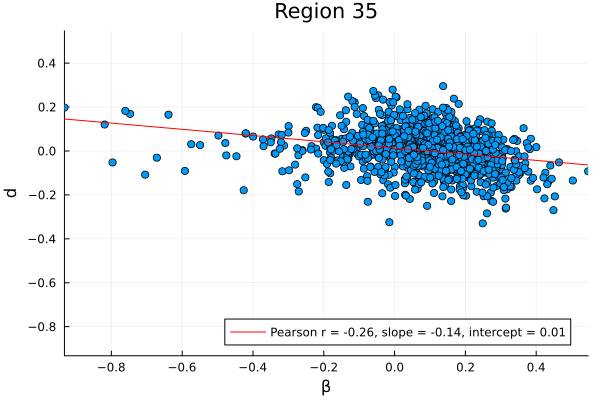 Region 35
d
0.4
0.2
0.0
−0.2
−0.4
−0.6
−0.8
Pearson r = -0.26, slope = -0.14, intercept = 0.01
−0.8 −0.6 −0.4 −0.2 0.0 0.2 0.4
β